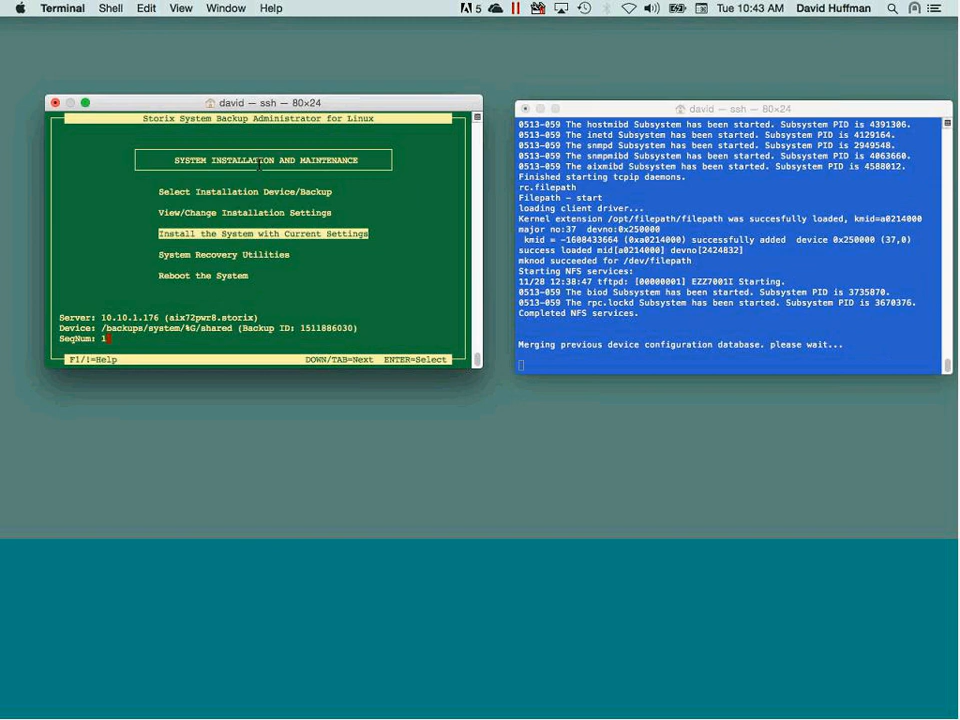 Terminal Shell Edit View Window Help 5 Tue 10:43 AM David Huffman
david — ssh — 80×24
Storix System Backup Administrator for Linux
SYSTEM INSTALLATION AND MAINTENANCE
Select Installation Device/Backup
View/Change Installation Settings
Install the System with Current Settings
System Recovery Utilities
Reboot the System
Server: 10.10.1.176 (aix72pwr8.storix)
Device: /backups/system/%G/shared (Backup ID: 1511886030)
SeqNum: 1
F1/!=Help DOWN/TAB=Next ENTER=Select
david — ssh — 80×24
0513-059 The hostmibd Subsystem has been started. Subsystem PID is 4391306.
0513-059 The inetd Subsystem has been started. Subsystem PID is 4129164.
0513-059 The snmpd Subsystem has been started. Subsystem PID is 2949548.
0513-059 The snmpmibd Subsystem has been started. Subsystem PID is 4063660.
0513-059 The aixmibd Subsystem has been started. Subsystem PID is 4588012.
Finished starting tcpip daemons.
rc.filepath
Filepath - start
loading client driver...
Kernel extension /opt/filepath/filepath was succesfully loaded, kmid=a0214000
major no:37 devno:0x250000
kmid = -1608433664 (0xa0214000) successfully added device 0x250000 (37,0)
success loaded mid[a0214000] devno[2424832]
mknod succeeded for /dev/filepath
Starting NFS services:
11/28 12:38:47 tftpd: [00000001] EZZ7001I Starting.
0513-059 The biod Subsystem has been started. Subsystem PID is 3735870.
0513-059 The rpc.lockd Subsystem has been started. Subsystem PID is 3670376.
Completed NFS services.
Merging previous device configuration database. please wait...